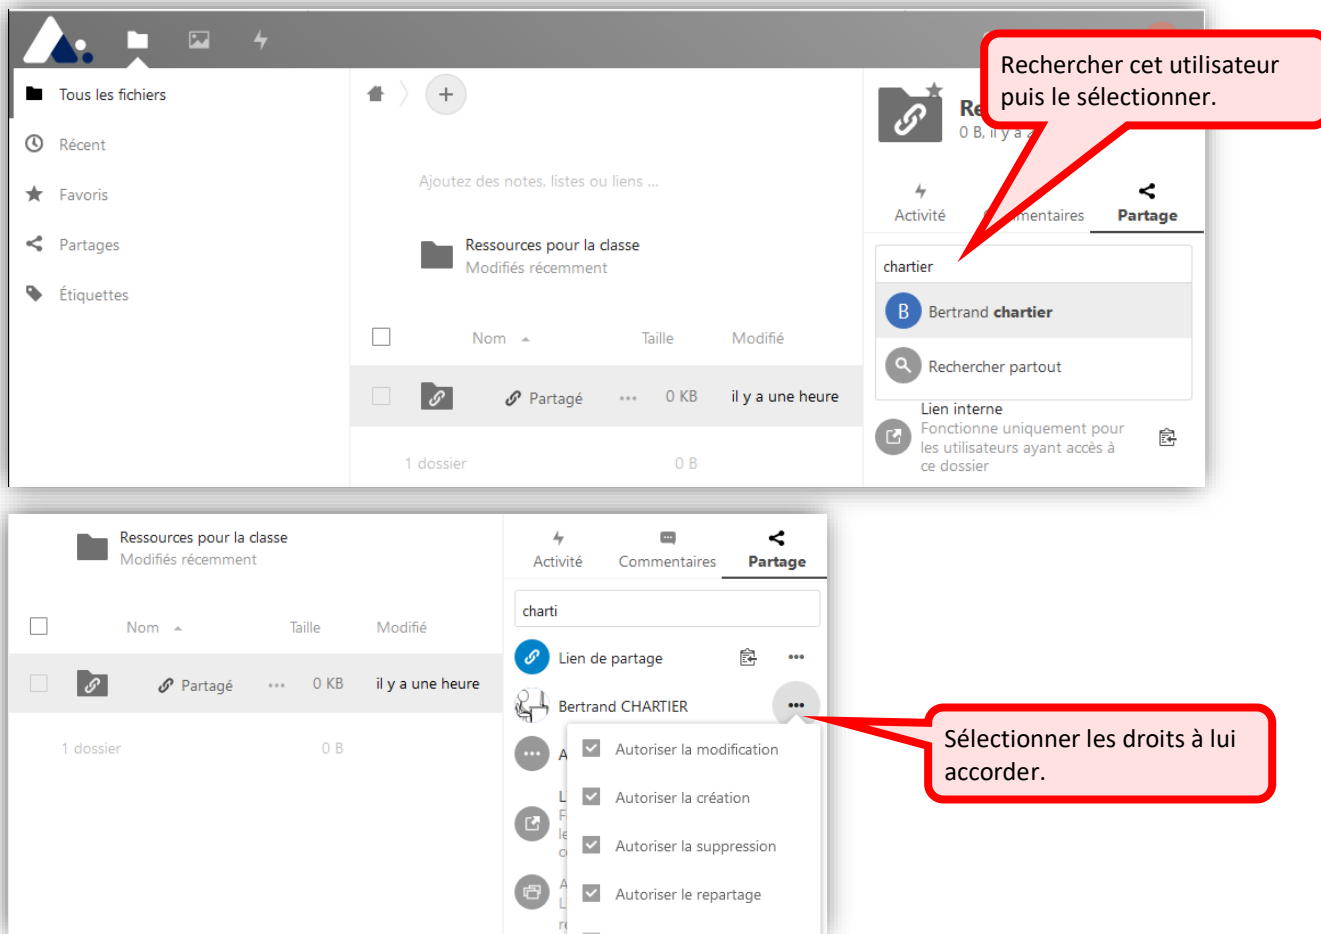 Rechercher cet utilisateur
puis le sélectionner.
Tous les fichiers
Récent
Favoris
Partages
Étiquettes
+
Ajoutez des notes, listes ou liens ...
Ressources pour la classe
Modifiés récemment
Nom
Taille
Modifié
Partagé
...
0 KB
il y a une heure
1 dossier
0 B
Re
0 B, il y a
Activité
Commentaires
Partage
chartier
B
Bertrand chartier
Rechercher partout
Lien interne
Fonctionne uniquement pour
les utilisateurs ayant accès à
ce dossier
Ressources pour la classe
Modifiés récemment
Nom
Taille
Modifié
Partagé
...
0 KB
il y a une heure
1 dossier
0 B
Activité
Commentaires
Partage
charti
Lien de partage
...
Bertrand CHARTIER
...
Autoriser la modification
Autoriser la création
Autoriser la suppression
Autoriser le repartage
Sélectionner les droits à lui
accorder.